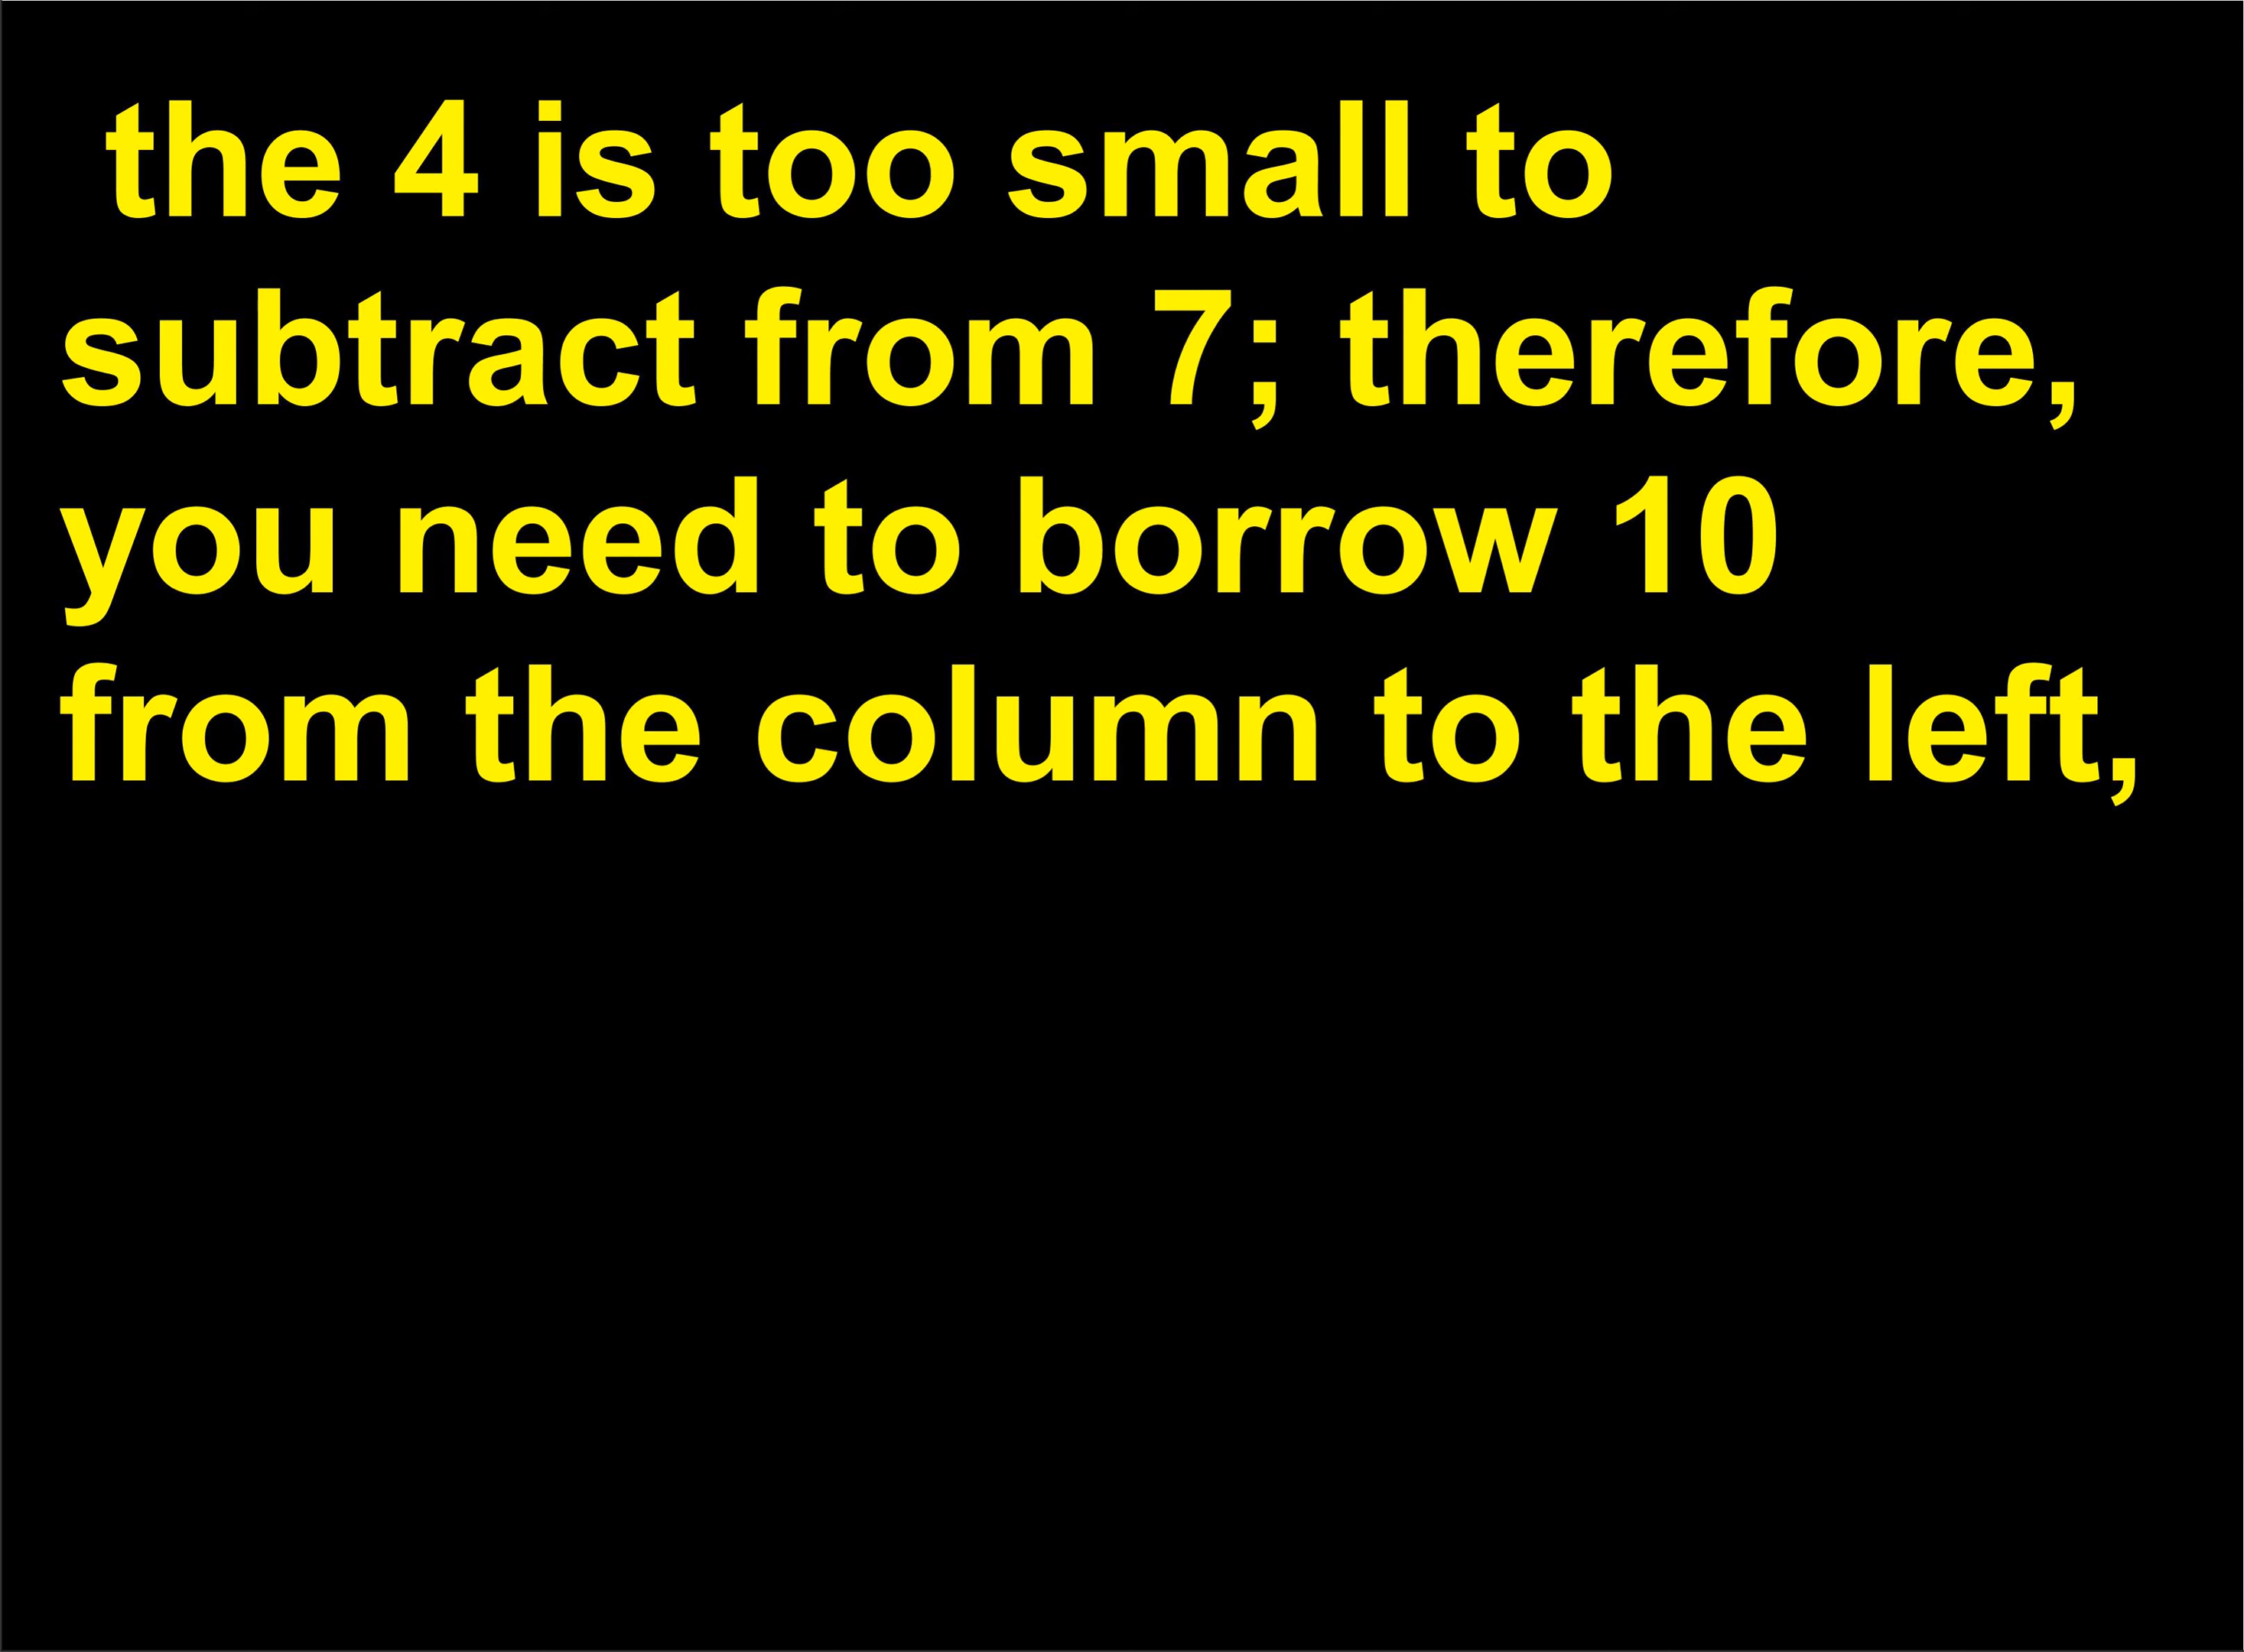 the 4 is too small to
subtract from 7; therefore,
you need to borrow 10
from the column to the left,